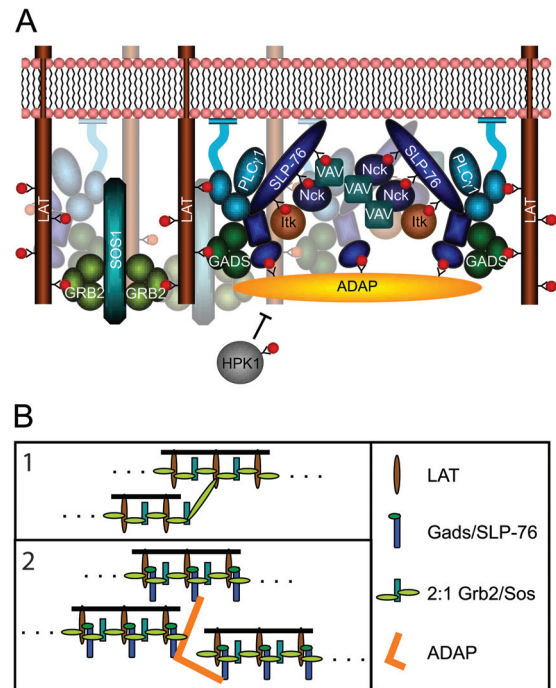 A
LAT
SOS1
GRB2
GRB2
LAT
GADS
PLCγ1
SLP-76
Itk
Nck
VAV
VAV
VAV
Nck
Nck
Itk
SLP-76
PLCγ1
GADS
LAT
ADAP
HPK1
B
1
. . .
. . .
. . .
2
. . .
. . .
. . .
. . .
LAT
Gads/SLP-76
2:1 Grb2/Sos
ADAP